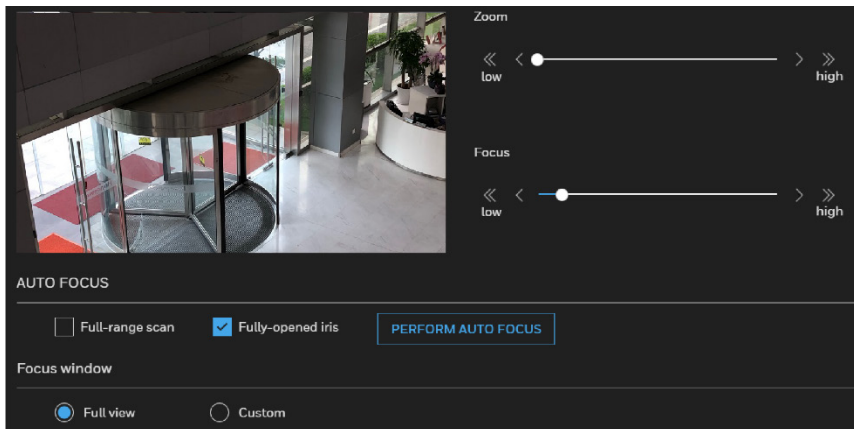 Zoom
low
high
Focus
low
high
AUTO FOCUS
Full-range scan
Fully-opened iris
PERFORM AUTO FOCUS
Focus window
Full view
Custom